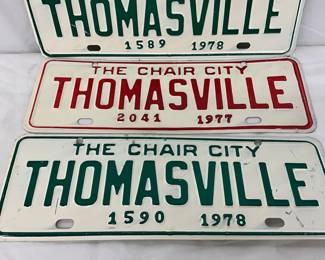 THOMASVILLE
1589 1978
THE CHAIR CITY
THOMASVILLE
2041 1977
THE CHAIR CITY
THOMASVILLE
1590 1978